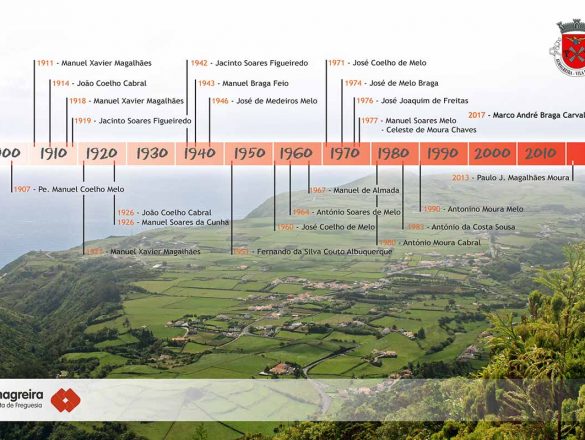 1911 - Manuel Xavier Magalhães
1914 - João Coelho Cabral
1918 - Manuel Xavier Magalhães
1919 - Jacinto Soares Figueiredo
1942 - Jacinto Soares Figueiredo
1943 - Manuel Braga Feio
1946 - José de Medeiros Melo
1971 - José Coelho de Melo
1974 - José de Melo Braga
1976 - José Joaquim de Freitas
1977 - Manuel Soares Mo
- Celeste de Moura Chaves
2017 - Marco André Braga Carval
00 1910 1920 1930 1940 1950 1960 1970 1980 1990 2000 2010
1907 - Pe. Manuel Coelho Melo
1926 - João Coelho Cabral
1926 - Manuel Soares da Cunha
- Manuel Xavier Magalhães
1951 - Fernando da Silva Couto Albuquerque
1960 - José Coelho de Melo
1964 - António Soares de Melo
1967 - Manuel de Almada
1980 - António Moura Cabral
1983 - António da Costa Sousa
1990 - Antonino Moura Melo
2013 - Paulo J. Magalhães Moura
magreira
ta de Freguesia